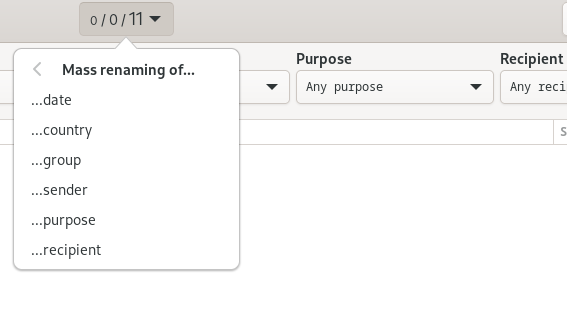 0 / 0 / 11
Mass renaming of...
...date
...country
...group
...sender
...purpose
...recipient
Purpose
Any purpose
Recipient
Any reci
S